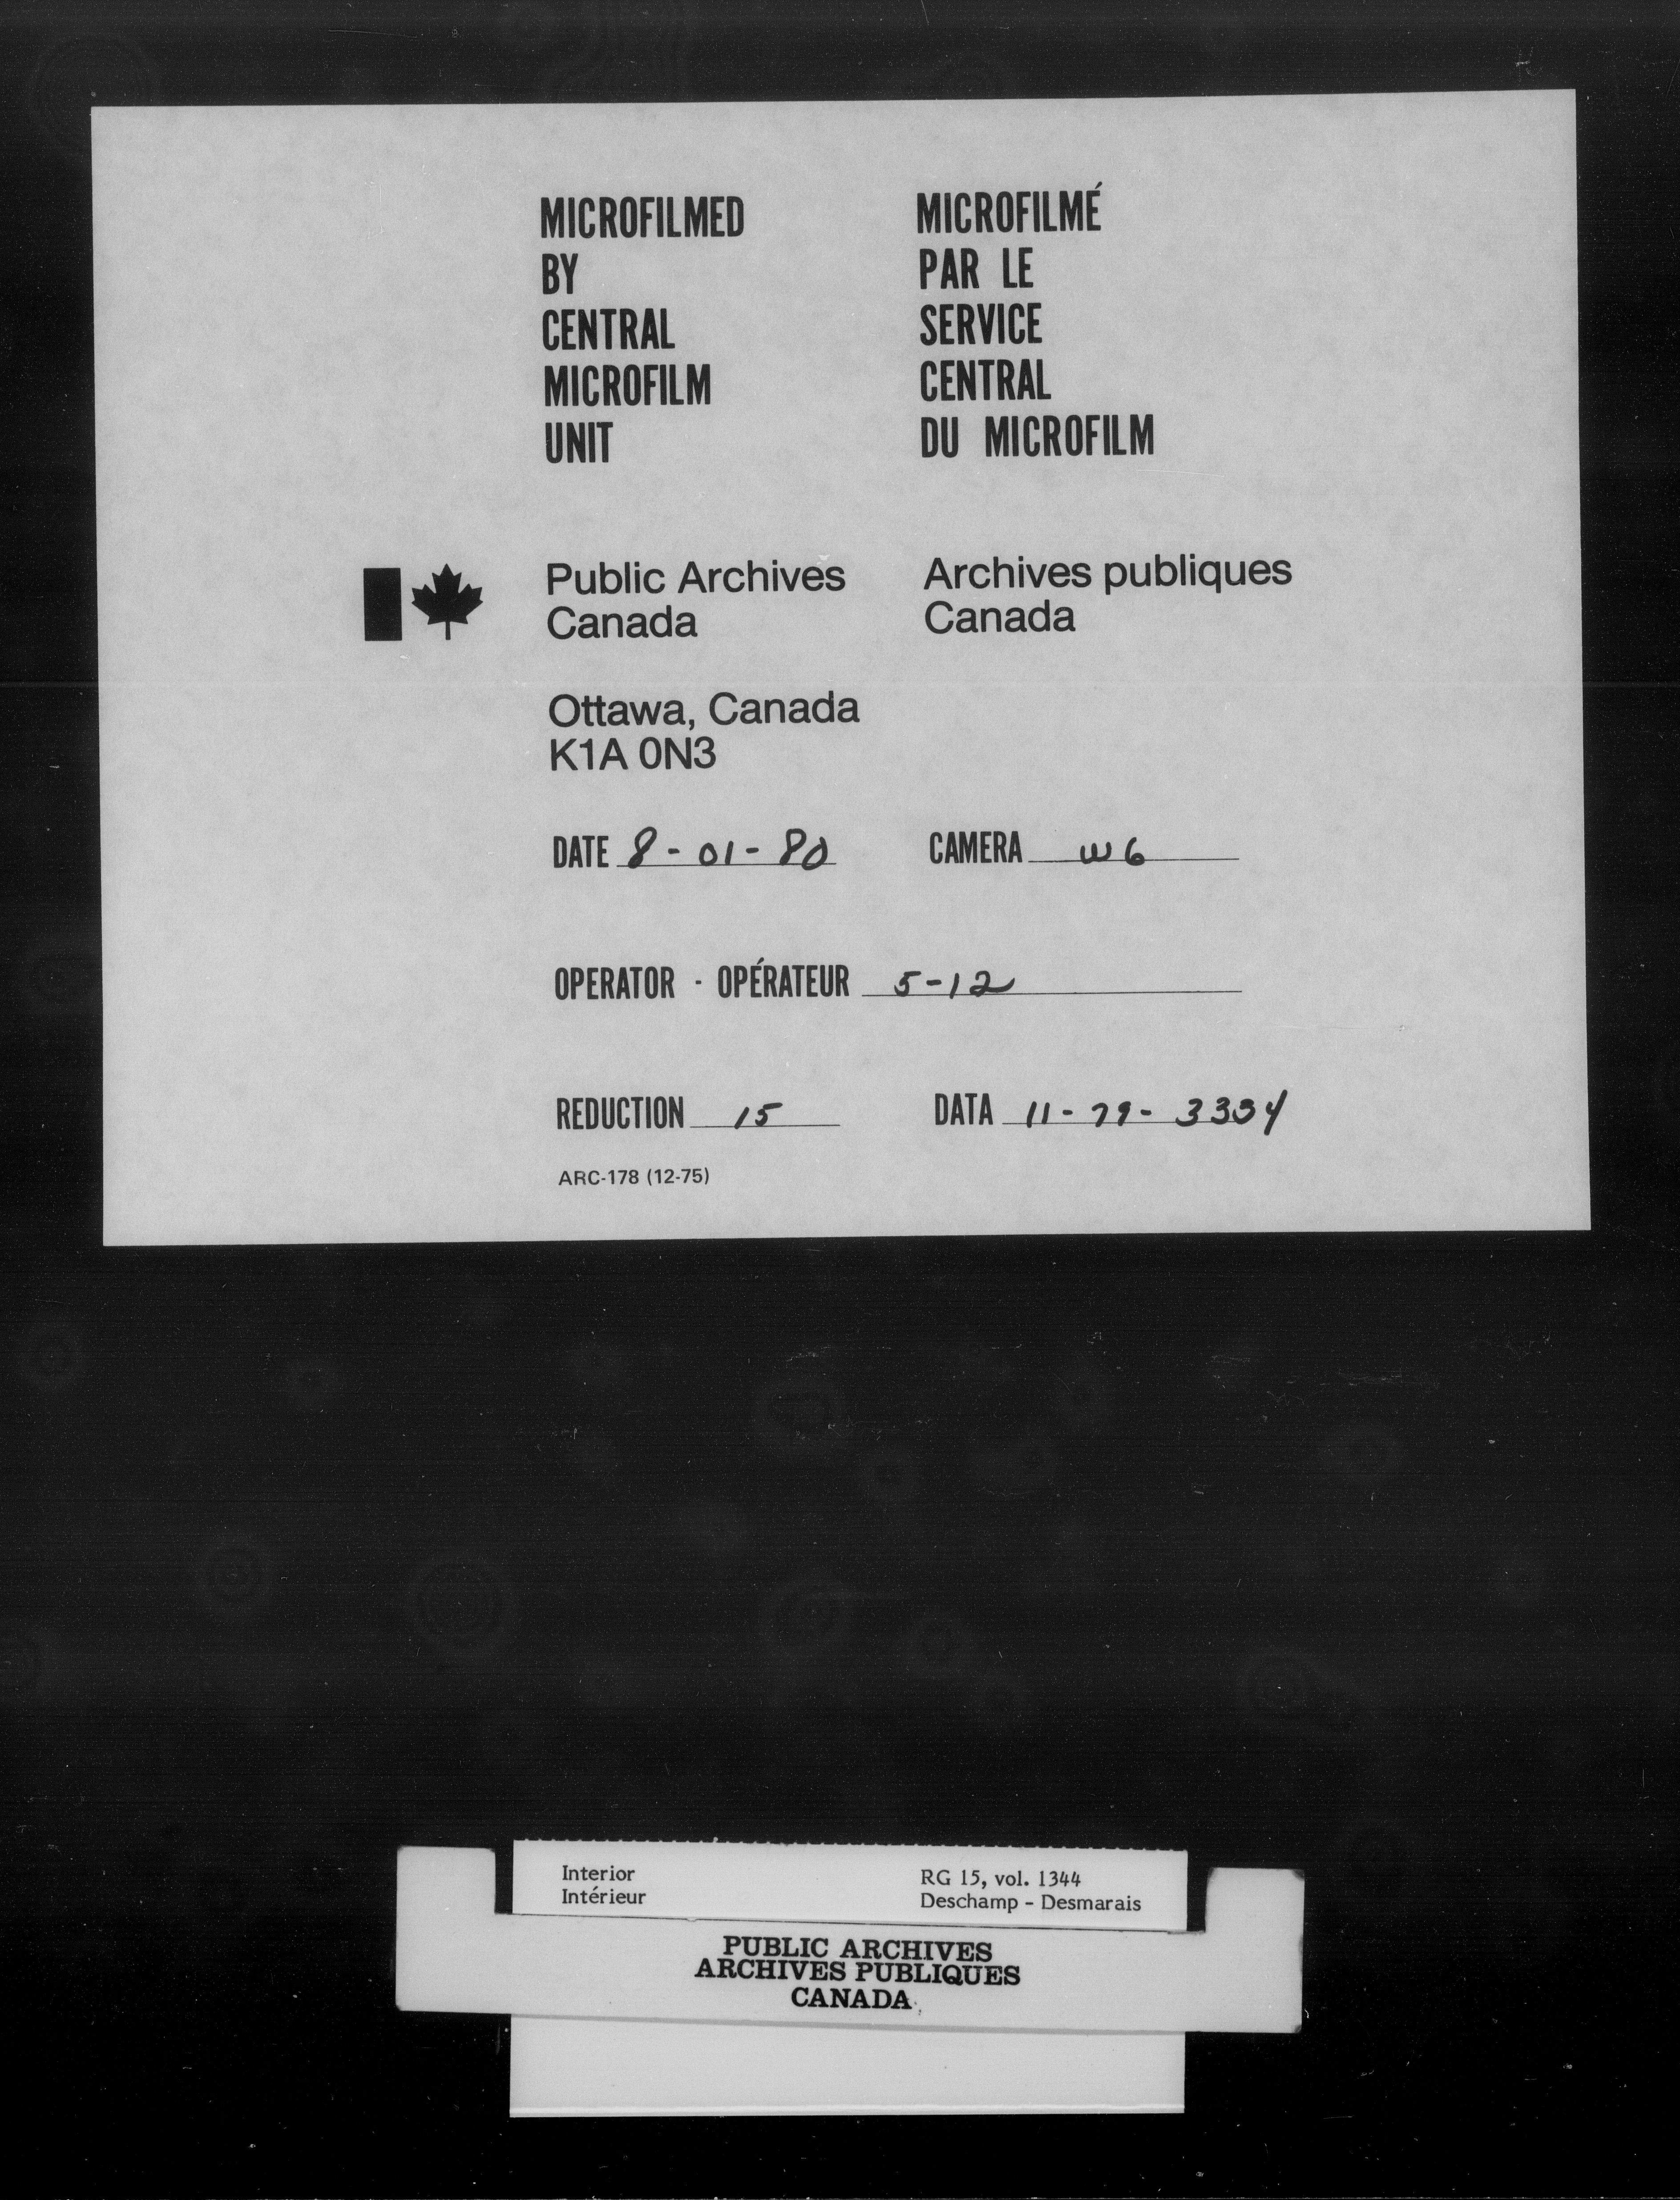 MICROFILMED
BY
CENTRAL
MICROFILM
UNIT
MICROFILMÉ
PAR LE
SERVICE
CENTRAL
DU MICROFILM
Public Archives
Canada
Archives publiques
Canada
Ottawa, Canada
K1A 0N3
DATE 8-01-80
CAMERA W6
OPERATOR - OPÉRATEUR 5-12
REDUCTION 15
DATA 11-79-3334
ARC-178 (12-75)
Interior
Intérieur
RG 15, vol. 1344
Deschamp - Desmarais
PUBLIC ARCHIVES
ARCHIVES PUBLIQUES
CANADA